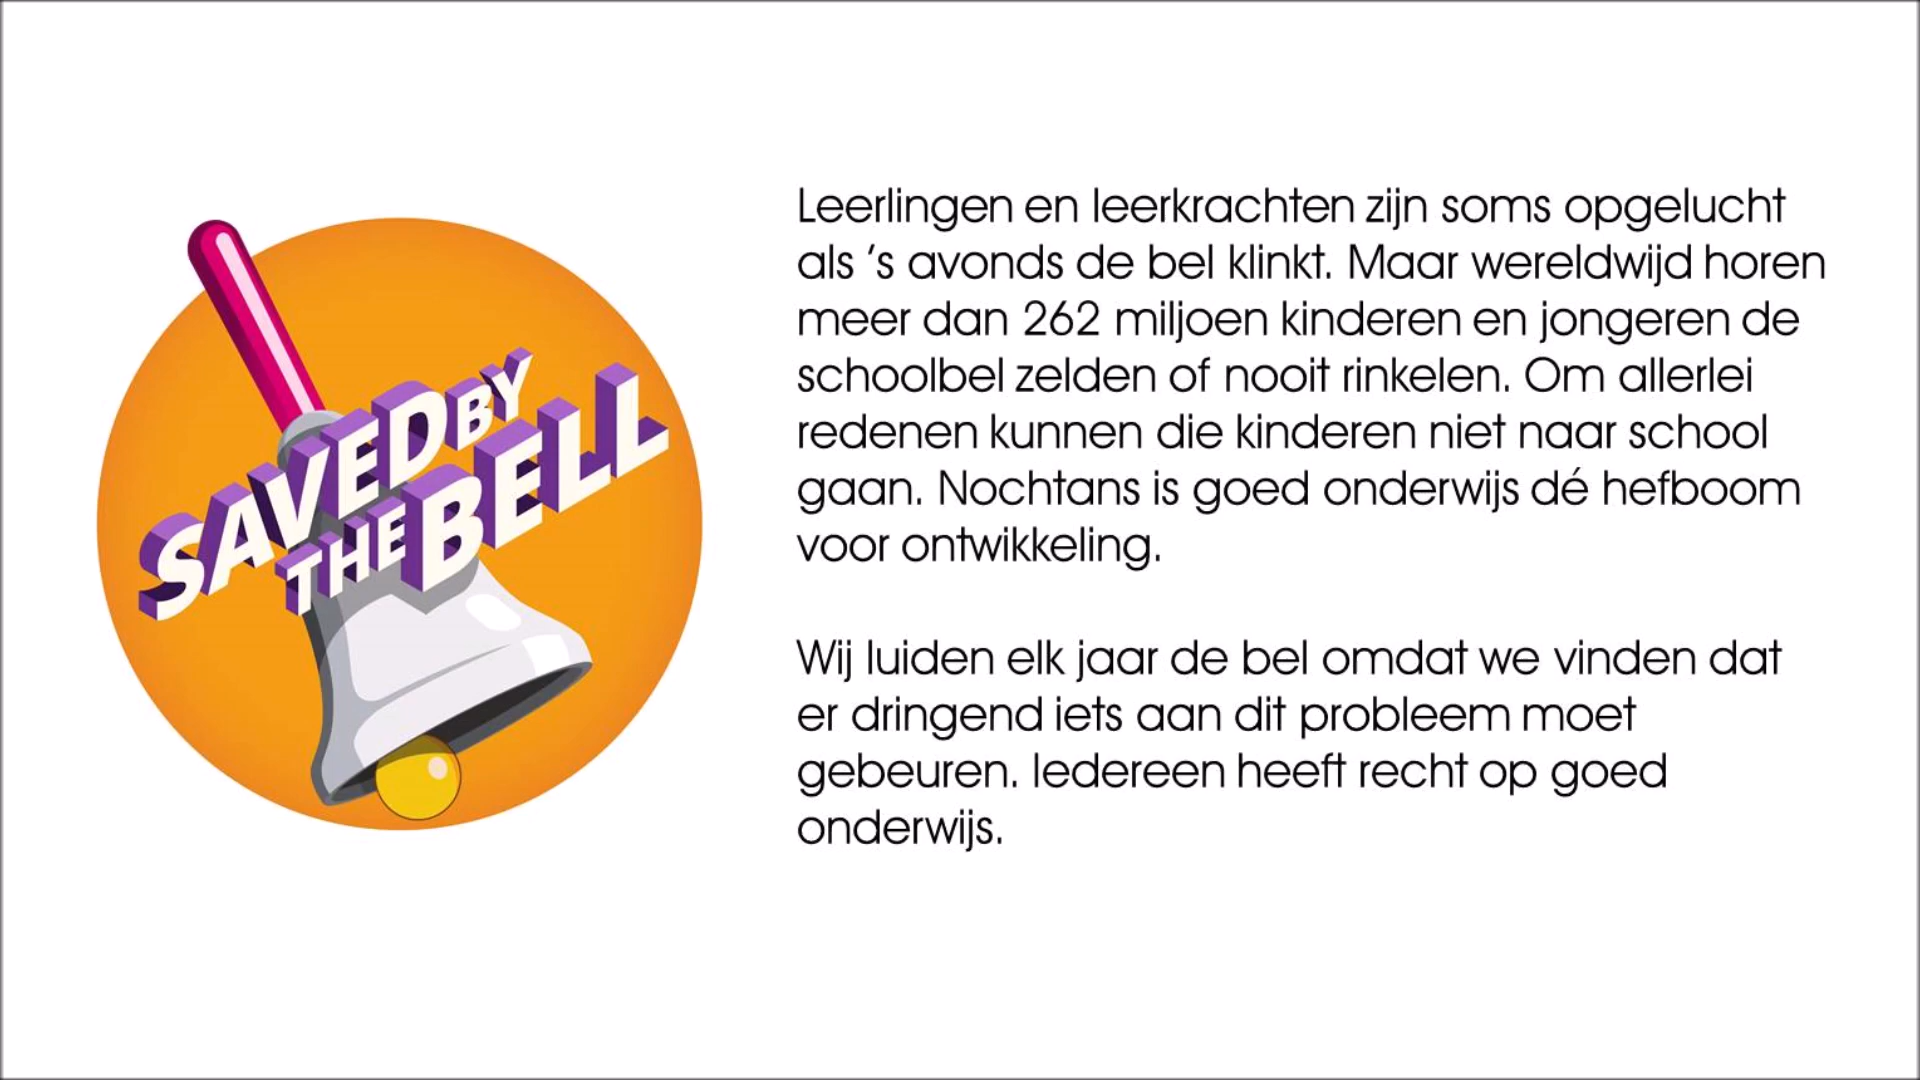 SAVED BY
THE BELL
Leerlingen en leerkrachten zijn soms opgelucht
als ’s avonds de bel klinkt. Maar wereldwijd horen
meer dan 262 miljoen kinderen en jongeren de
schoolbel zelden of nooit rinkelen. Om allerlei
redenen kunnen die kinderen niet naar school
gaan. Nochtans is goed onderwijs dé hefboom
voor ontwikkeling.
Wij luiden elk jaar de bel omdat we vinden dat
er dringend iets aan dit probleem moet
gebeuren. Iedereen heeft recht op goed
onderwijs.